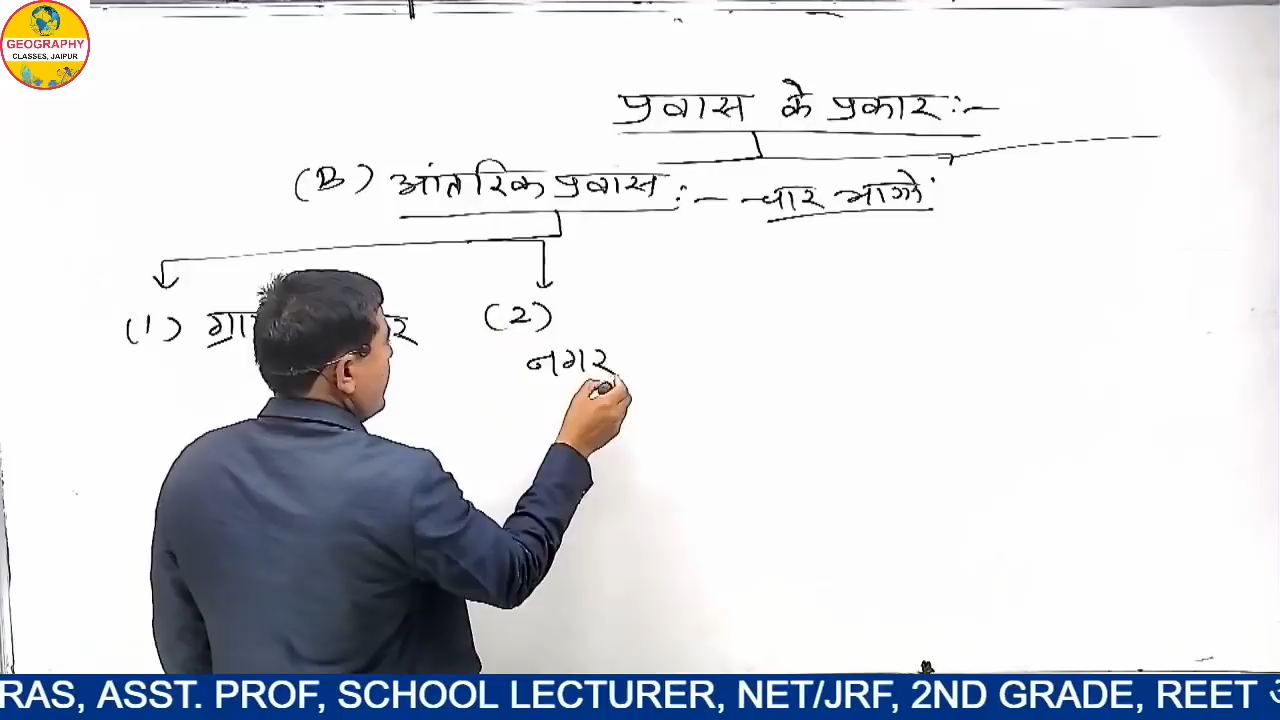 GEOGRAPHY
CLASSES, JAIPUR
प्रवास के प्रकार :-
(B) आंतरिक प्रवास :- चार भागों
(1) (2)
नगर
RAS, ASST. PROF, SCHOOL LECTURER, NET/JRF, 2ND GRADE, REET